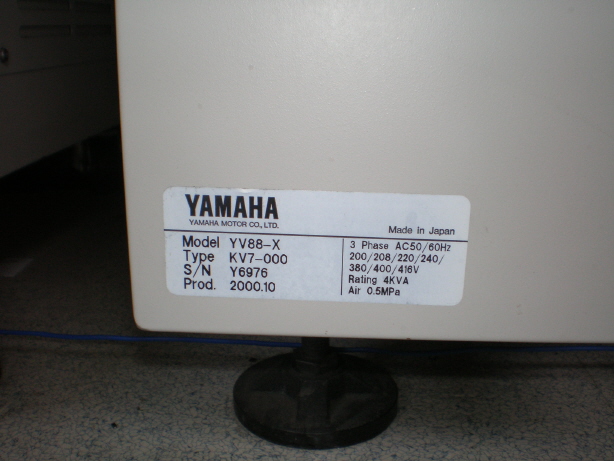 YAMAHA
YAMAHA MOTOR CO., LTD.
Made in Japan
Model YV88-X
Type KV7-000
S/N Y6976
Prod. 2000.10
3 Phase AC50/60Hz
200/208/220/240/
380/400/416V
Rating 4KVA
Air 0.5MPa